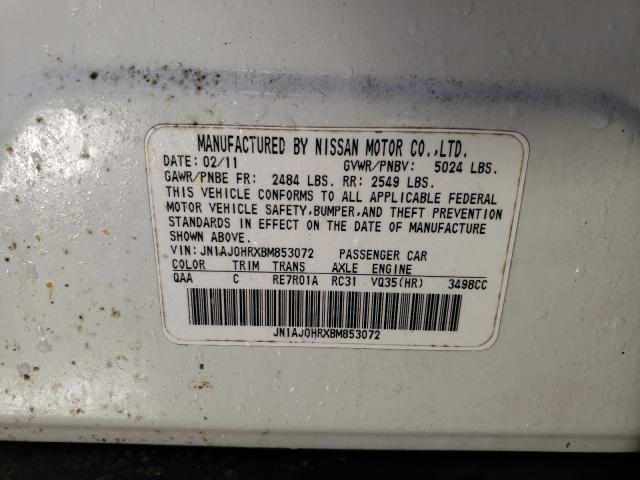 MANUFACTURED BY NISSAN MOTOR CO.,LTD.
DATE: 02/11 GVWR/PNBV: 5024 LBS.
GAWR/PNBE FR: 2484 LBS. RR: 2549 LBS.
THIS VEHICLE CONFORMS TO ALL APPLICABLE FEDERAL
MOTOR VEHICLE SAFETY,BUMPER,AND THEFT PREVENTION
STANDARDS IN EFFECT ON THE DATE OF MANUFACTURE
SHOWN ABOVE.
VIN: JN1AJ0HRXBM853072 PASSENGER CAR
COLOR TRIM TRANS AXLE ENGINE
QAA C RE7R01A RC31 VQ35(HR) 3498CC
JN1AJ0HRXBM853072